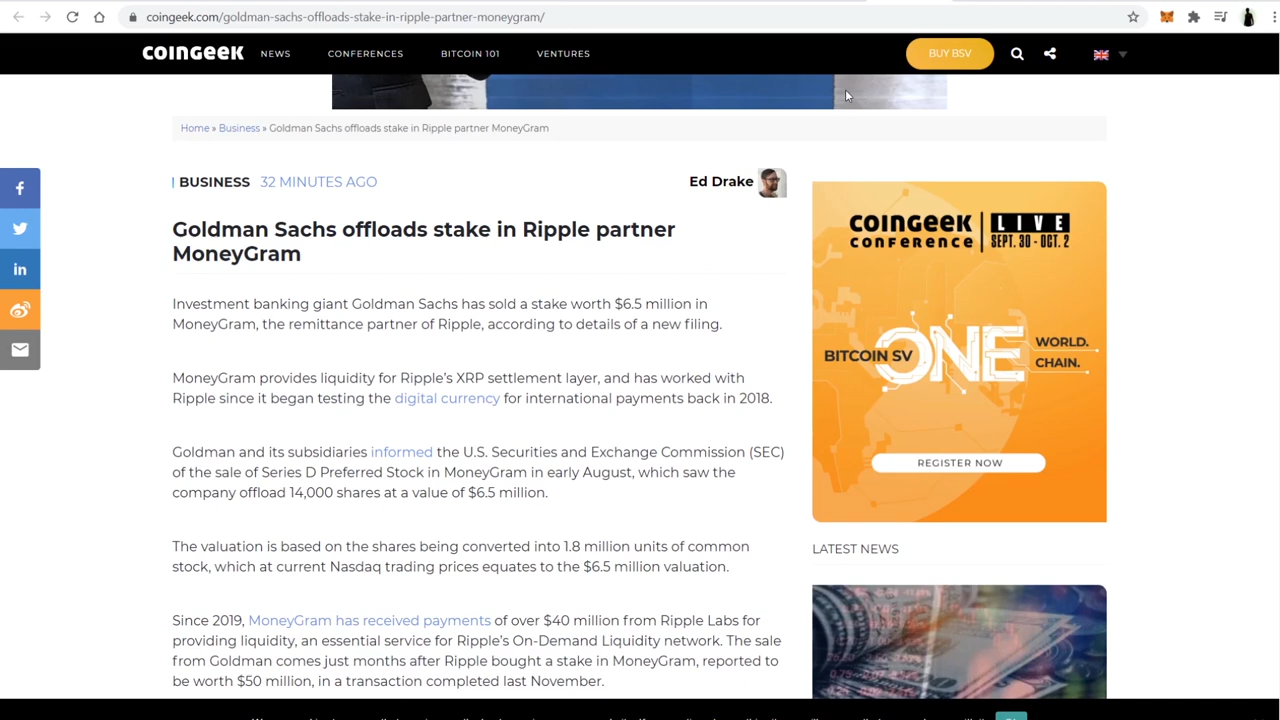 coingeek.com/goldman-sachs-offloads-stake-in-ripple-partner-moneygram/
COINGEEK
NEWS
CONFERENCES
BITCOIN 101
VENTURES
BUY BSV
Home » Business » Goldman Sachs offloads stake in Ripple partner MoneyGram
BUSINESS 32 MINUTES AGO
Ed Drake
Goldman Sachs offloads stake in Ripple partner
MoneyGram
Investment banking giant Goldman Sachs has sold a stake worth $6.5 million in
MoneyGram, the remittance partner of Ripple, according to details of a new filing.
MoneyGram provides liquidity for Ripple's XRP settlement layer, and has worked with
Ripple since it began testing the digital currency for international payments back in 2018.
Goldman and its subsidiaries informed the U.S. Securities and Exchange Commission (SEC)
of the sale of Series D Preferred Stock in MoneyGram in early August, which saw the
company offload 14,000 shares at a value of $6.5 million.
The valuation is based on the shares being converted into 1.8 million units of common
stock, which at current Nasdaq trading prices equates to the $6.5 million valuation.
Since 2019, MoneyGram has received payments of over $40 million from Ripple Labs for
providing liquidity, an essential service for Ripple's On-Demand Liquidity network. The sale
from Goldman comes just months after Ripple bought a stake in MoneyGram, reported to
be worth $50 million, in a transaction completed last November.
COINGEEK
CONFERENCE
LIVE
SEPT. 30 - OCT. 2
BITCOIN SV
ONE
WORLD.
CHAIN.
REGISTER NOW
LATEST NEWS